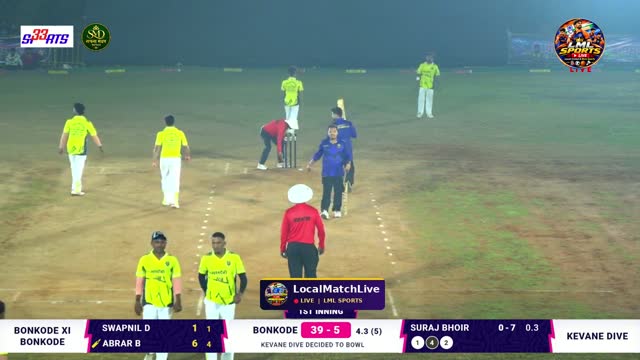 33
SPORTS
S&D
LML
SPORTS
LIVE
LIVE
LocalMatchLive
LIVE | LML SPORTS
1ST INNING
BONKODE XI
BONKODE
SWAPNIL D 1 1
ABRAR B 6 4
BONKODE 39 - 5 4.3 (5)
KEVANE DIVE DECIDED TO BOWL
SURAJ BHOIR 0 - 7 0.3
1 4 2
KEVANE DIVE